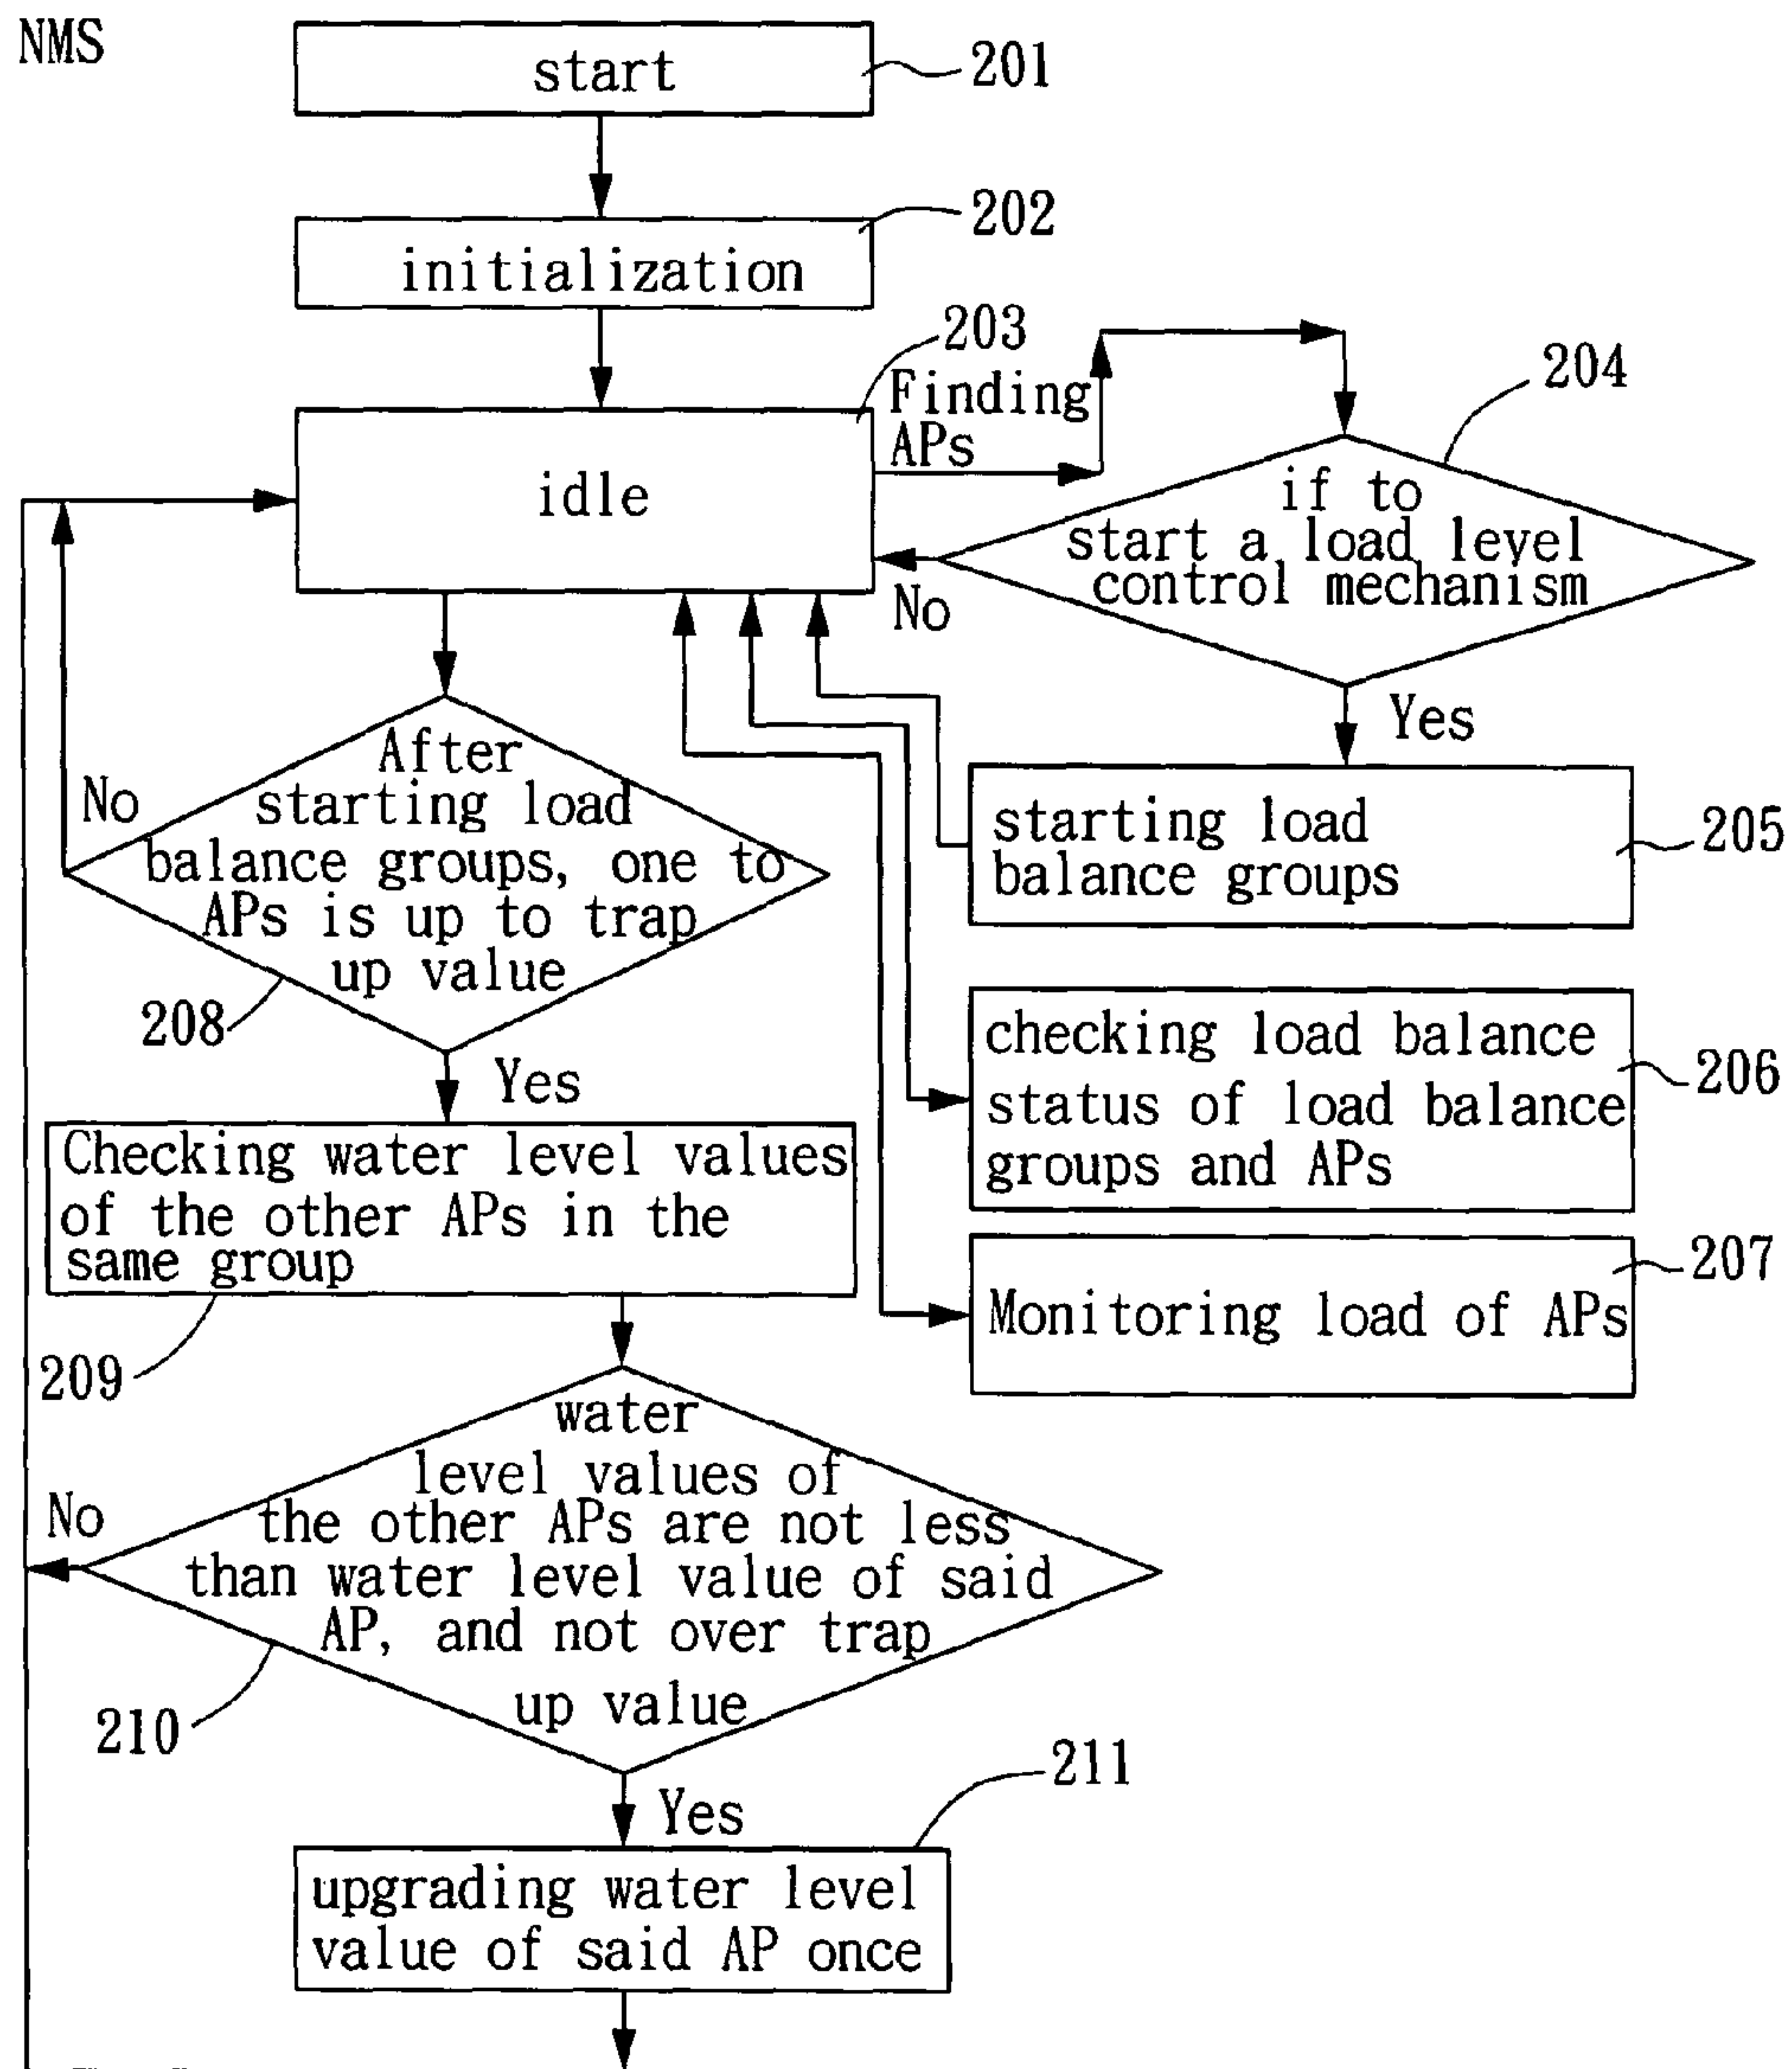 NMS
start
201
initialization
202
203
Finding
APs
idle
204
if to
start a load level
control mechanism
No
Yes
After
starting load
balance groups, one to
APs is up to trap
up value
No
208
Yes
starting load
balance groups
205
checking load balance
status of load balance
groups and APs
206
Checking water level values
of the other APs in the
same group
209
Monitoring load of APs
207
water
level values of
the other APs are not less
than water level value of said
AP, and not over trap
up value
No
210
Yes
211
upgrading water level
value of said AP once